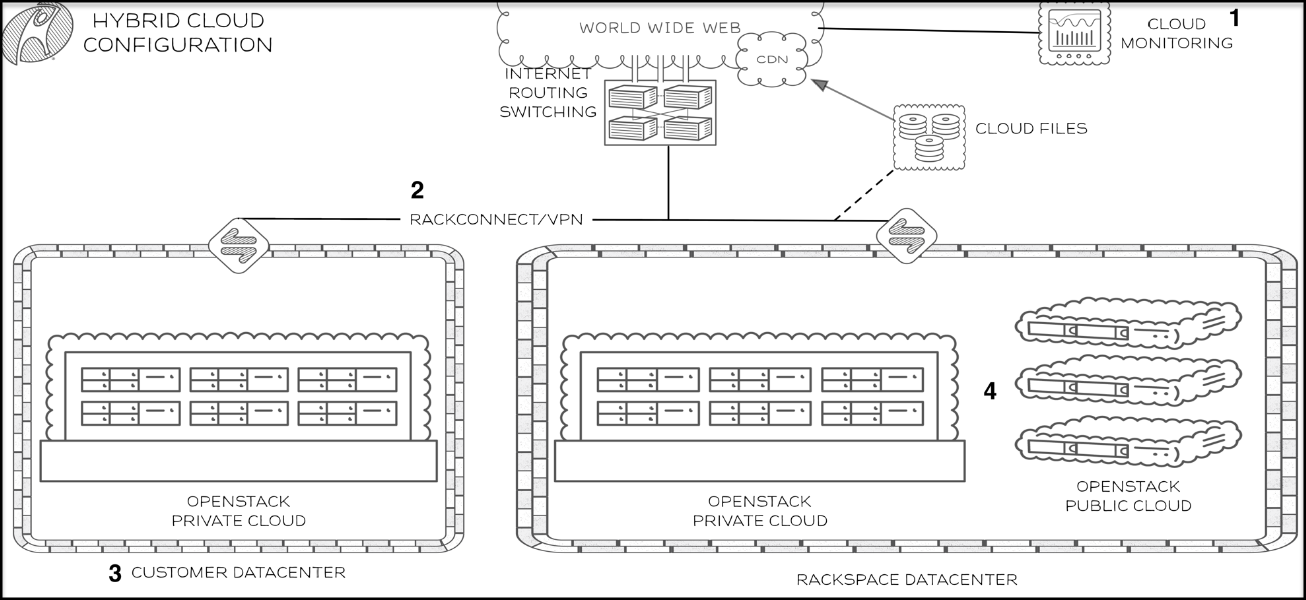 HYBRID CLOUD
CONFIGURATION
WORLD WIDE WEB
CDN
CLOUD
MONITORING
1
INTERNET
ROUTING
SWITCHING
CLOUD FILES
2
RACKCONNECT/VPN
4
OPENSTACK
PRIVATE CLOUD
OPENSTACK
PRIVATE CLOUD
OPENSTACK
PUBLIC CLOUD
3 CUSTOMER DATACENTER
RACKSPACE DATACENTER